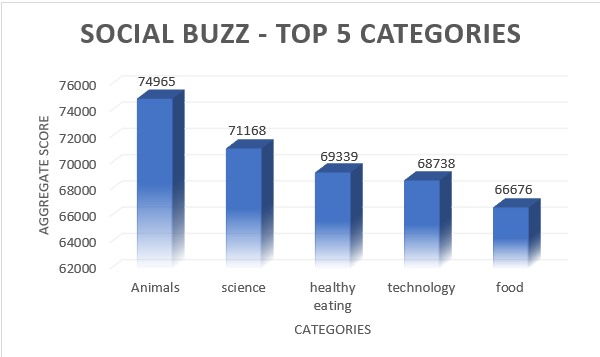 SOCIAL BUZZ - TOP 5 CATEGORIES
AGGREGATE SCORE
76000
74000
72000
70000
68000
66000
64000
62000
74965
71168
69339
68738
66676
Animals
science
healthy
eating
technology
food
CATEGORIES